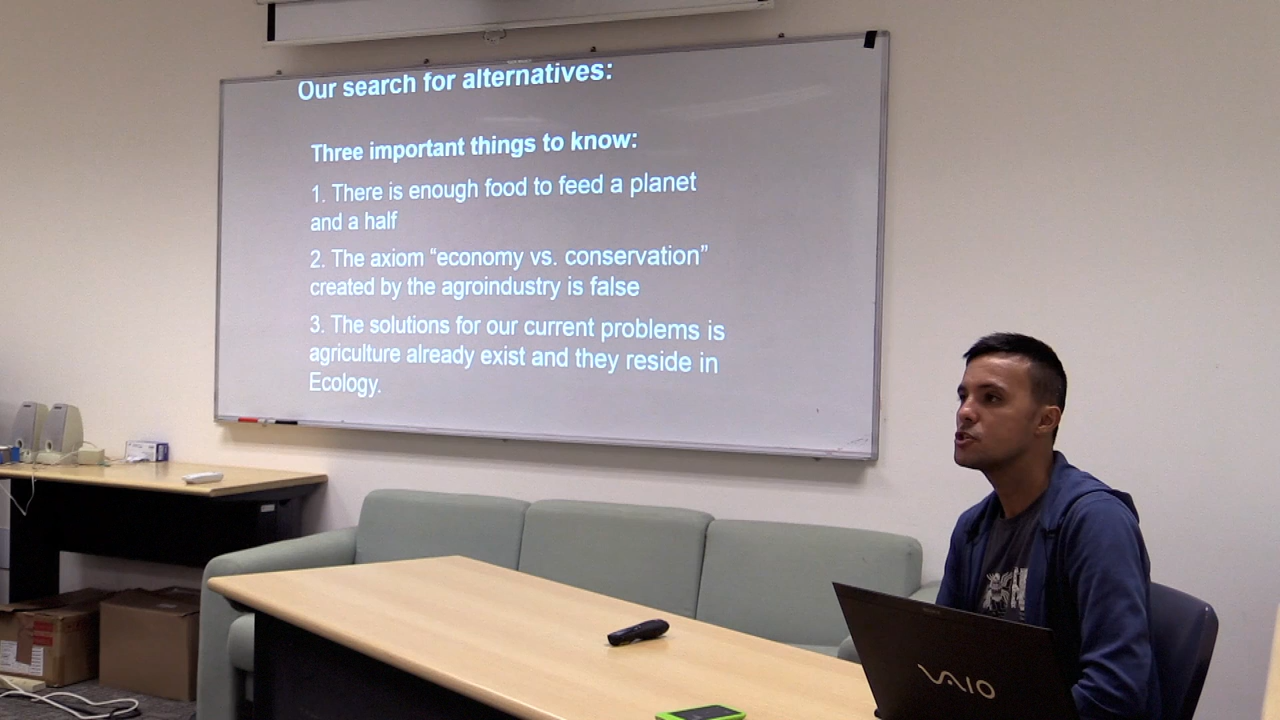 Our search for alternatives:
Three important things to know:
1. There is enough food to feed a planet
and a half
2. The axiom “economy vs. conservation”
created by the agroindustry is false
3. The solutions for our current problems is
agriculture already exist and they reside in
Ecology.
VAIO